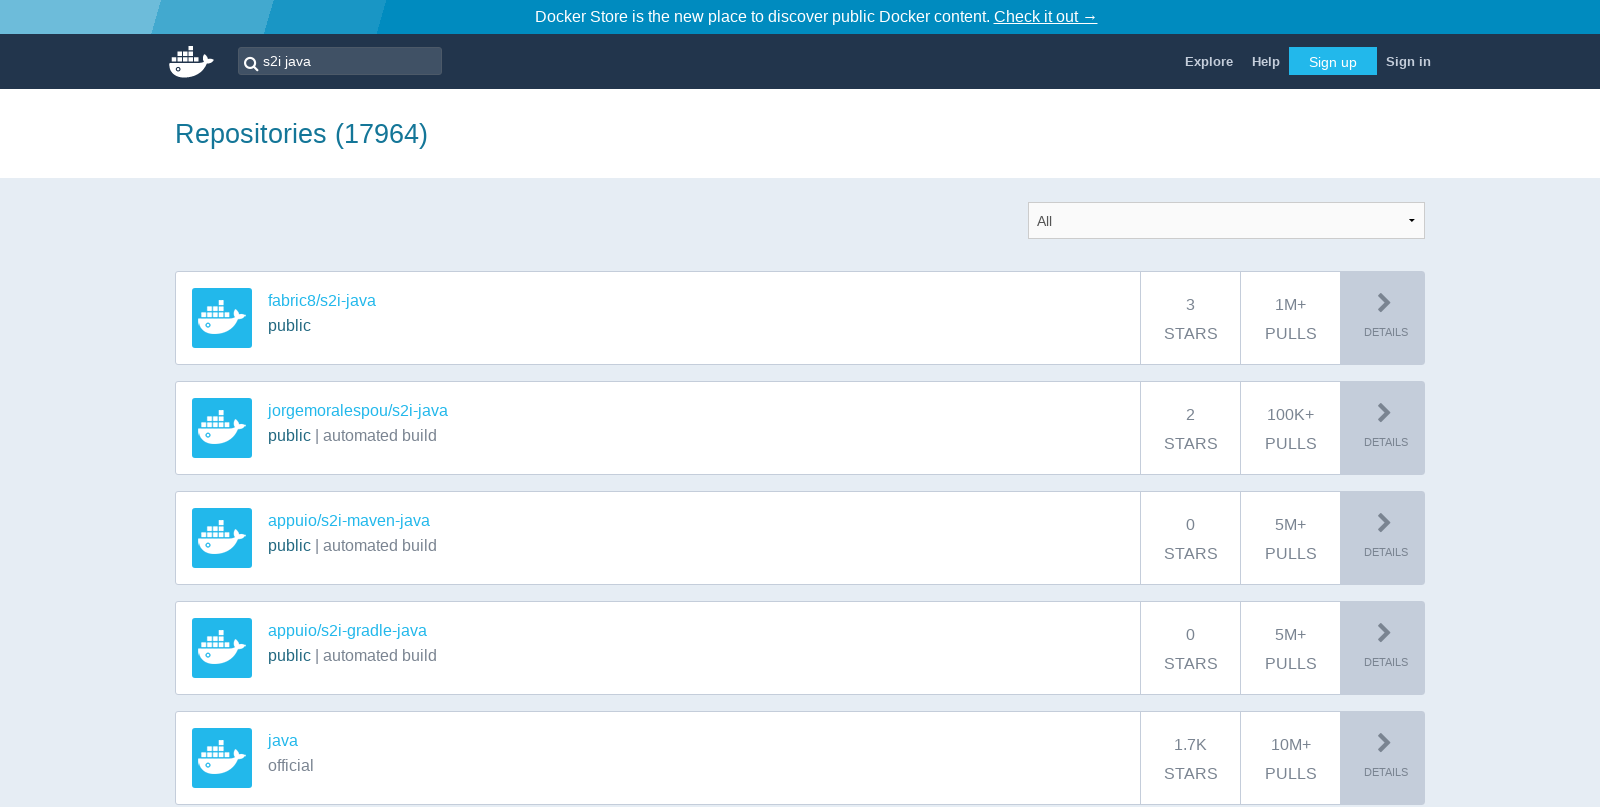 Docker Store is the new place to discover public Docker content. Check it out →
s2i java
Explore Help Sign up Sign in
Repositories (17964)
All
fabric8/s2i-java
public
3
STARS
1M+
PULLS
DETAILS
jorgemoralespou/s2i-java
public | automated build
2
STARS
100K+
PULLS
DETAILS
appuio/s2i-maven-java
public | automated build
0
STARS
5M+
PULLS
DETAILS
appuio/s2i-gradle-java
public | automated build
0
STARS
5M+
PULLS
DETAILS
java
official
1.7K
STARS
10M+
PULLS
DETAILS